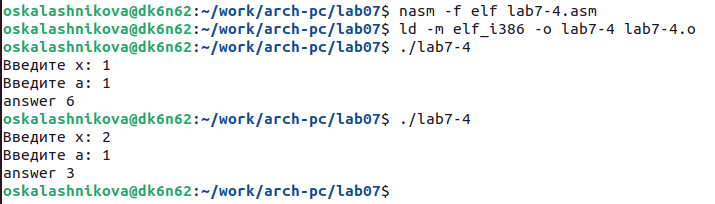 oskalashnikova@dk6n62:~/work/arch-pc/lab07$ nasm -f elf lab7-4.asm
oskalashnikova@dk6n62:~/work/arch-pc/lab07$ ld -m elf_i386 -o lab7-4 lab7-4.o
oskalashnikova@dk6n62:~/work/arch-pc/lab07$ ./lab7-4
Введите x: 1
Введите a: 1
answer 6
oskalashnikova@dk6n62:~/work/arch-pc/lab07$ ./lab7-4
Введите x: 2
Введите a: 1
answer 3
oskalashnikova@dk6n62:~/work/arch-pc/lab07$